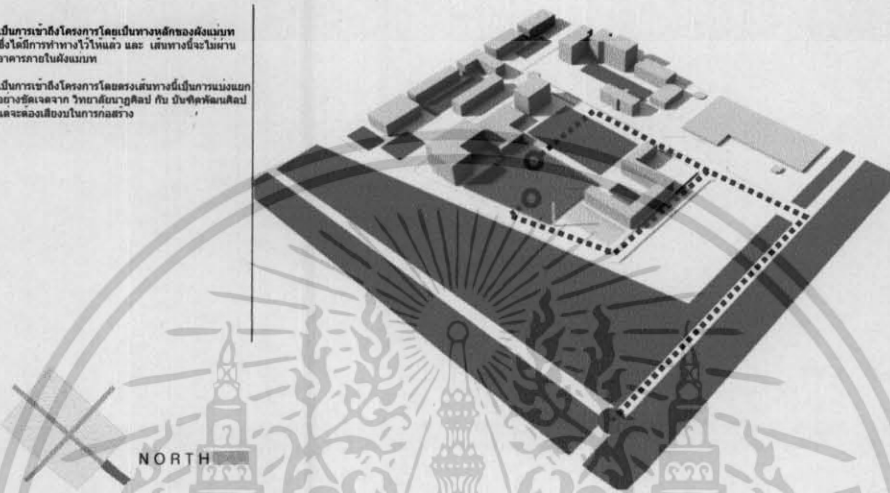 เป็นการเข้าถึงโครงการโดยเป็นทางหลักของผังแม่บท
ซึ่งได้มีการทำทางไว้ให้แล้ว และ เส้นทางนี้จะไม่ผ่าน
อาคารภายในผังแม่บท
เป็นการเข้าถึงโครงการโดยตรงเส้นทางนี้เป็นการแบ่งแยก
อย่างชัดเจตจาก วิทยาลัยนาฏศิลป กับ บัณฑิตพัฒนศิลป
แต่จะต้องเสียงบในการก่อสร้าง
NORTH